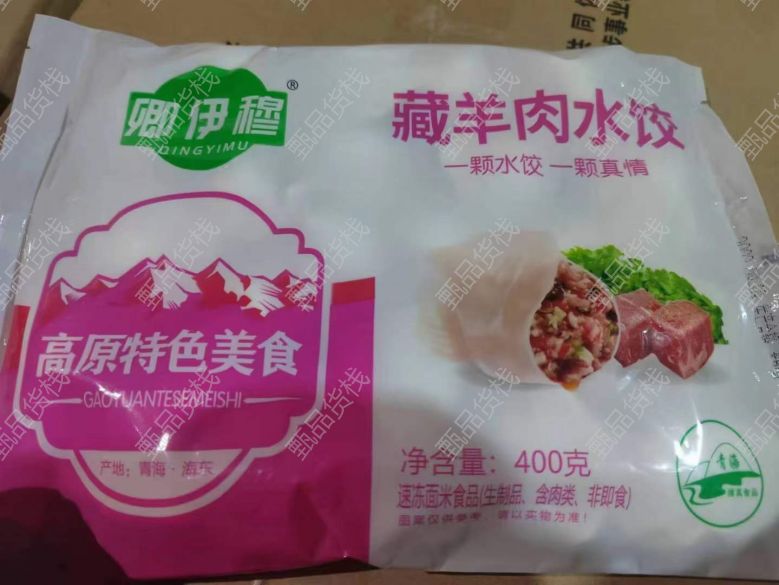 卿伊穆®
QINGYIMU
藏羊肉水饺
一颗水饺 一颗真情
高原特色美食
GAOYUANTESEMEISHI
产地：青海·海东
净含量：400克
速冻面米食品(生制品、含肉类、非即食)
图案仅供参考，请以实物为准！
青海
甄品货栈